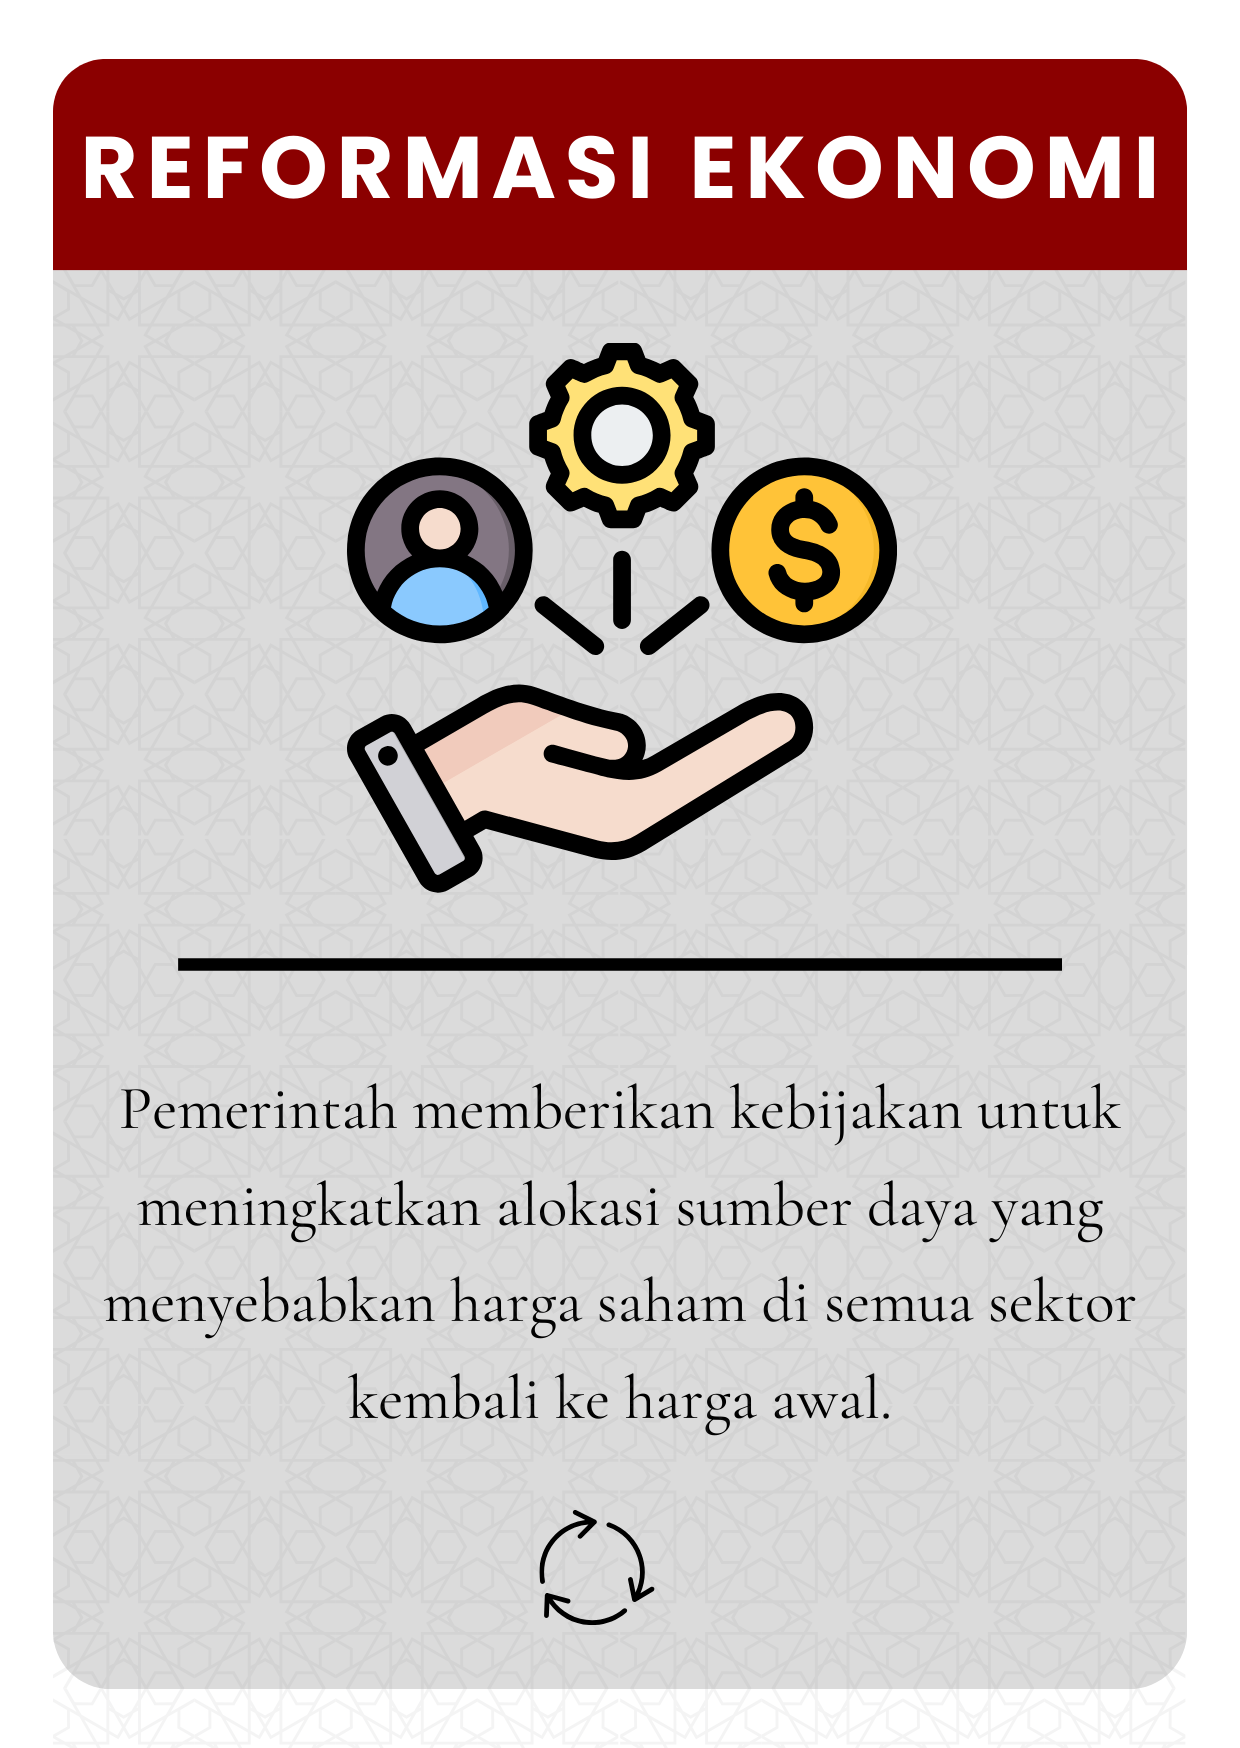 REFORMASI EKONOMI
Pemerintah memberikan kebijakan untuk
meningkatkan alokasi sumber daya yang
menyebabkan harga saham di semua sektor
kembali ke harga awal.